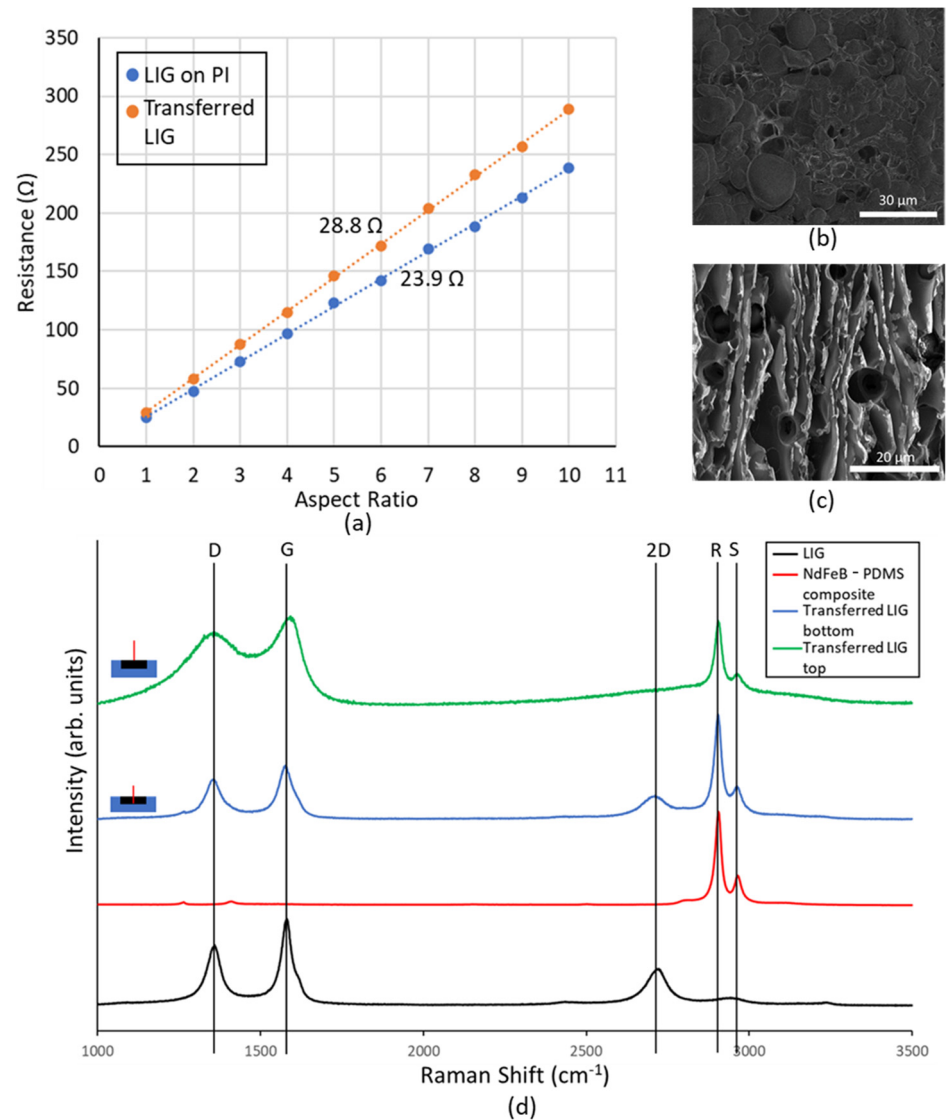 350
300
250
200
150
100
50
0
Resistance (Ω)
LIG on PI
Transferred
LIG
28.8 Ω
23.9 Ω
0 1 2 3 4 5 6 7 8 9 10 11
Aspect Ratio
(a)
30 µm
(b)
20 µm
(c)
D G 2D R S
LIG
NdFeB - PDMS
composite
Transferred LIG
bottom
Transferred LIG
top
Intensity (arb. units)
1000 1500 2000 2500 3000 3500
Raman Shift (cm⁻¹)
(d)